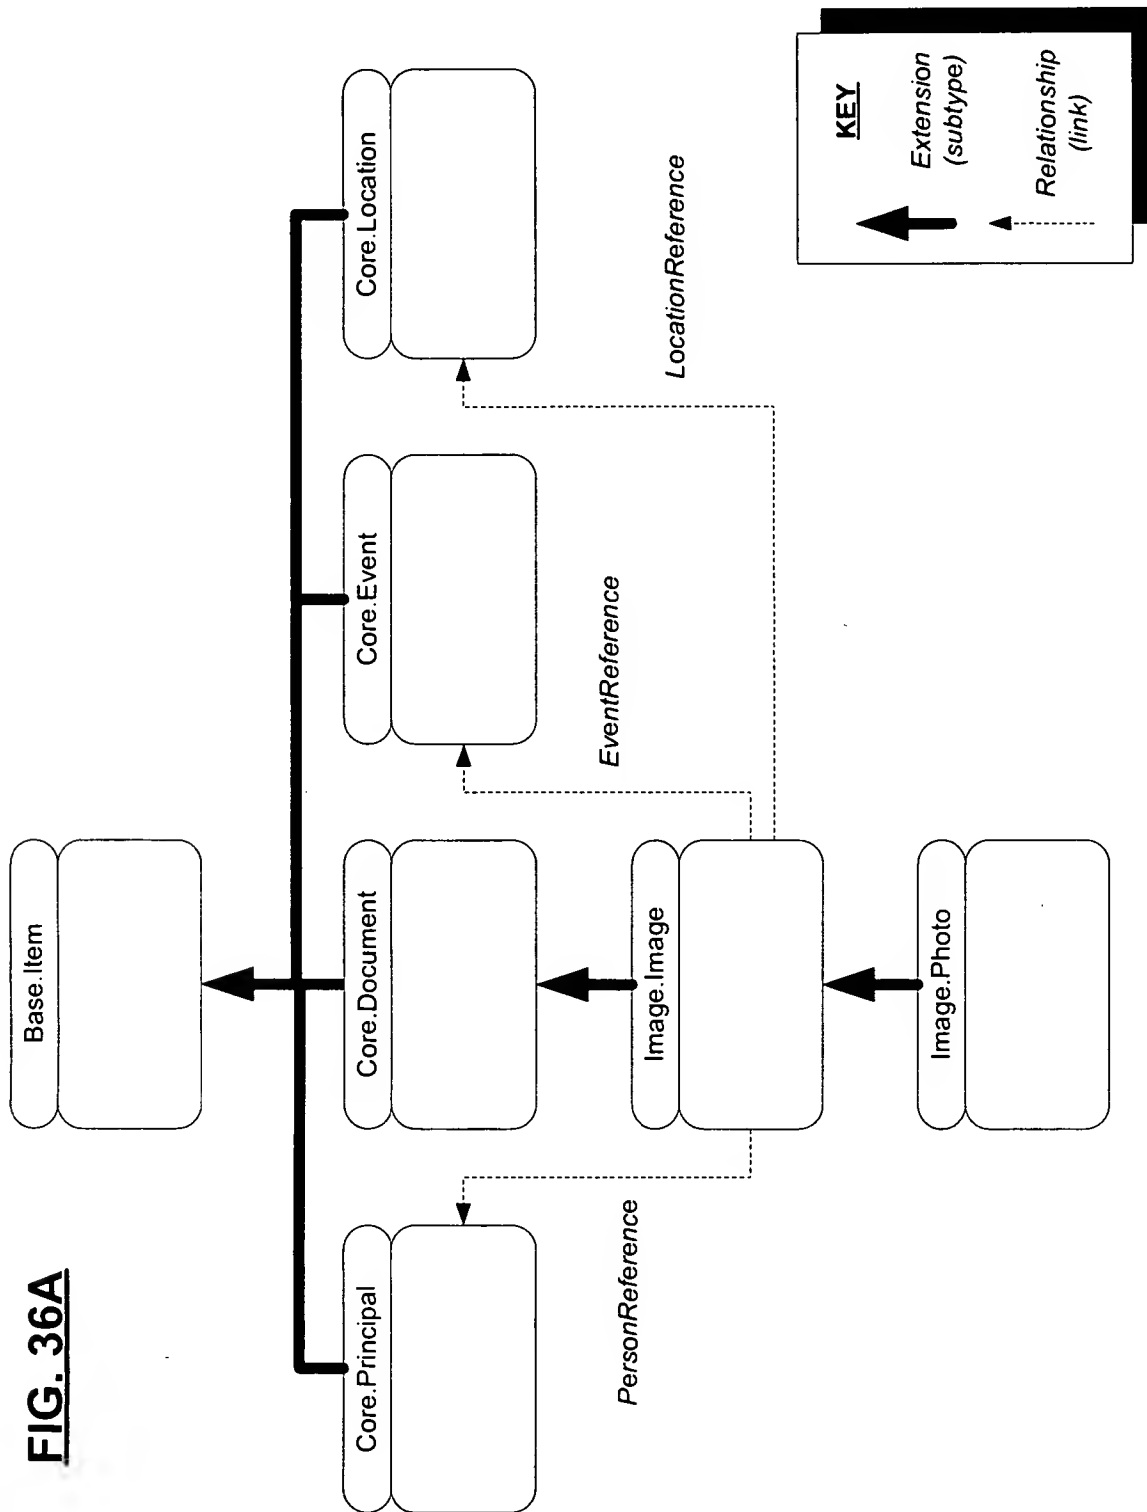 FIG. 36A
Base.Item
Core.Principal
Core.Document
Core.Event
Core.Location
PersonReference
EventReference
LocationReference
Image.Image
Image.Photo
KEY
Extension
(subtype)
Relationship
(link)